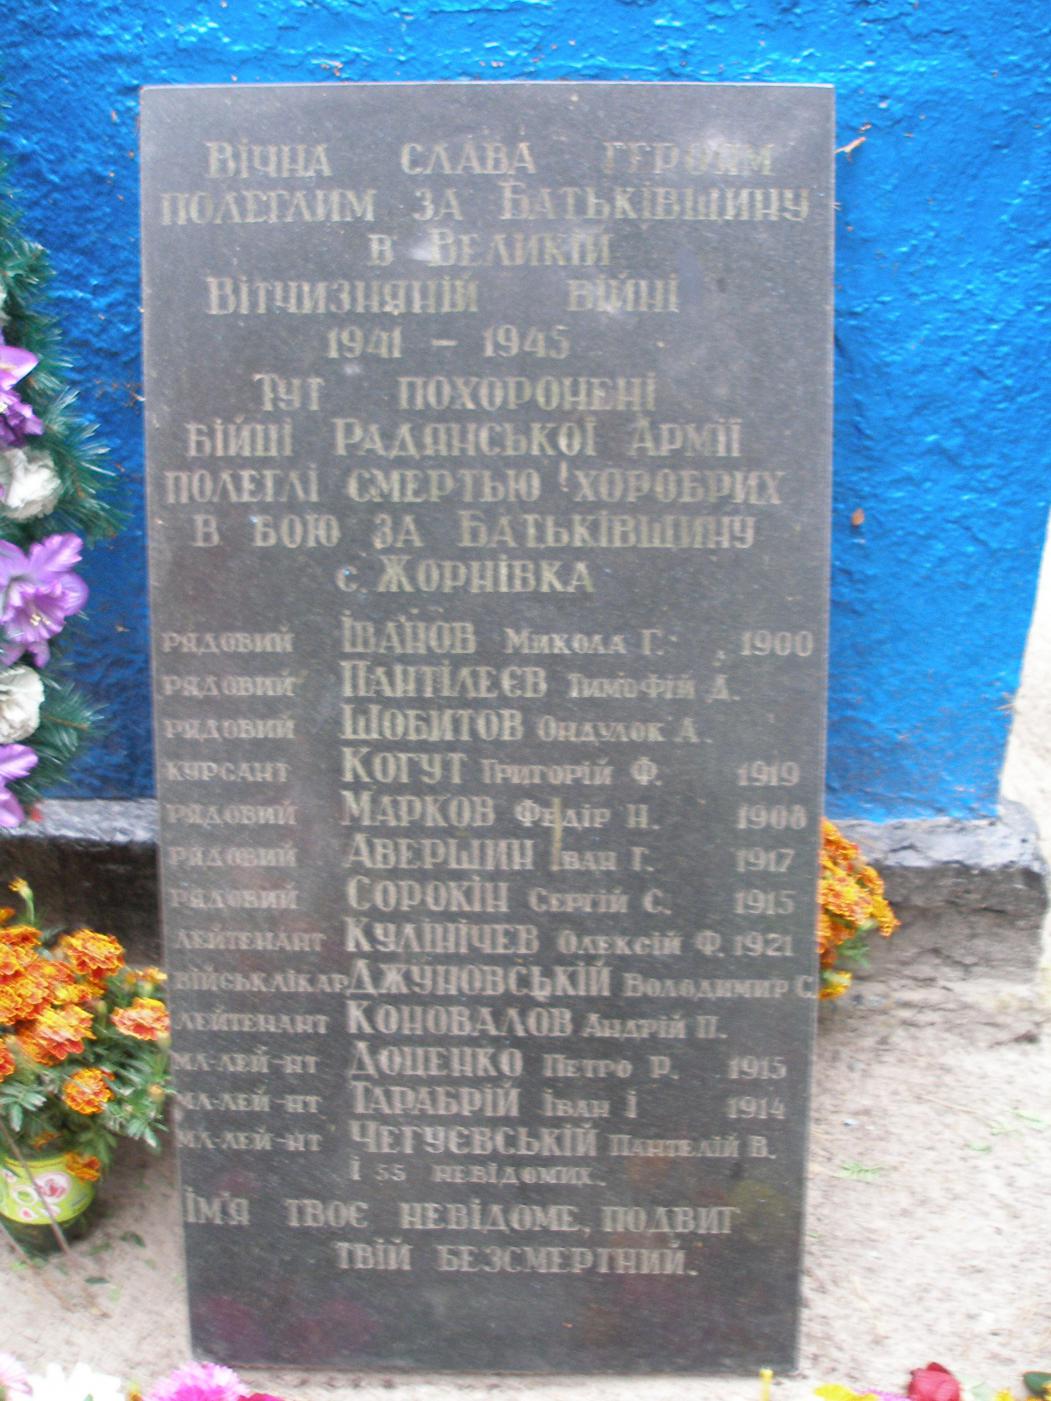 Вічна слава героям
полеглим за Батьківщину
в Великій
Вітчизняній війні
1941 – 1945
Тут похоронені
бійці Радянської Армії
полеглі смертью хоробрих
в бою за Батьківщину
с. Жорнівка
рядовий Іванов Микола Г. 1900
рядовий Пантілеєв Тимофій Д.
рядовий Шобитов Ондулок А.
курсант Когут Григорій Ф. 1919
рядовий Марков Федір Н. 1908
рядовий Авершин Іван Г. 1917
рядовий Сорокін Сергій С. 1915
лейтенант Кулінічев Олексій Ф. 1921
військлікар Джуновський Володимир С.
лейтенант Коновалов Андрій П.
мл-лей-нт Доценко Петро Р. 1915
мл-лей-нт Тарабрій Іван І 1914
мл-лей-нт Чегуєвський Пантелій В.
і 55 невідомих.
Ім'я твоє невідоме, подвиг
твій безсмертний.